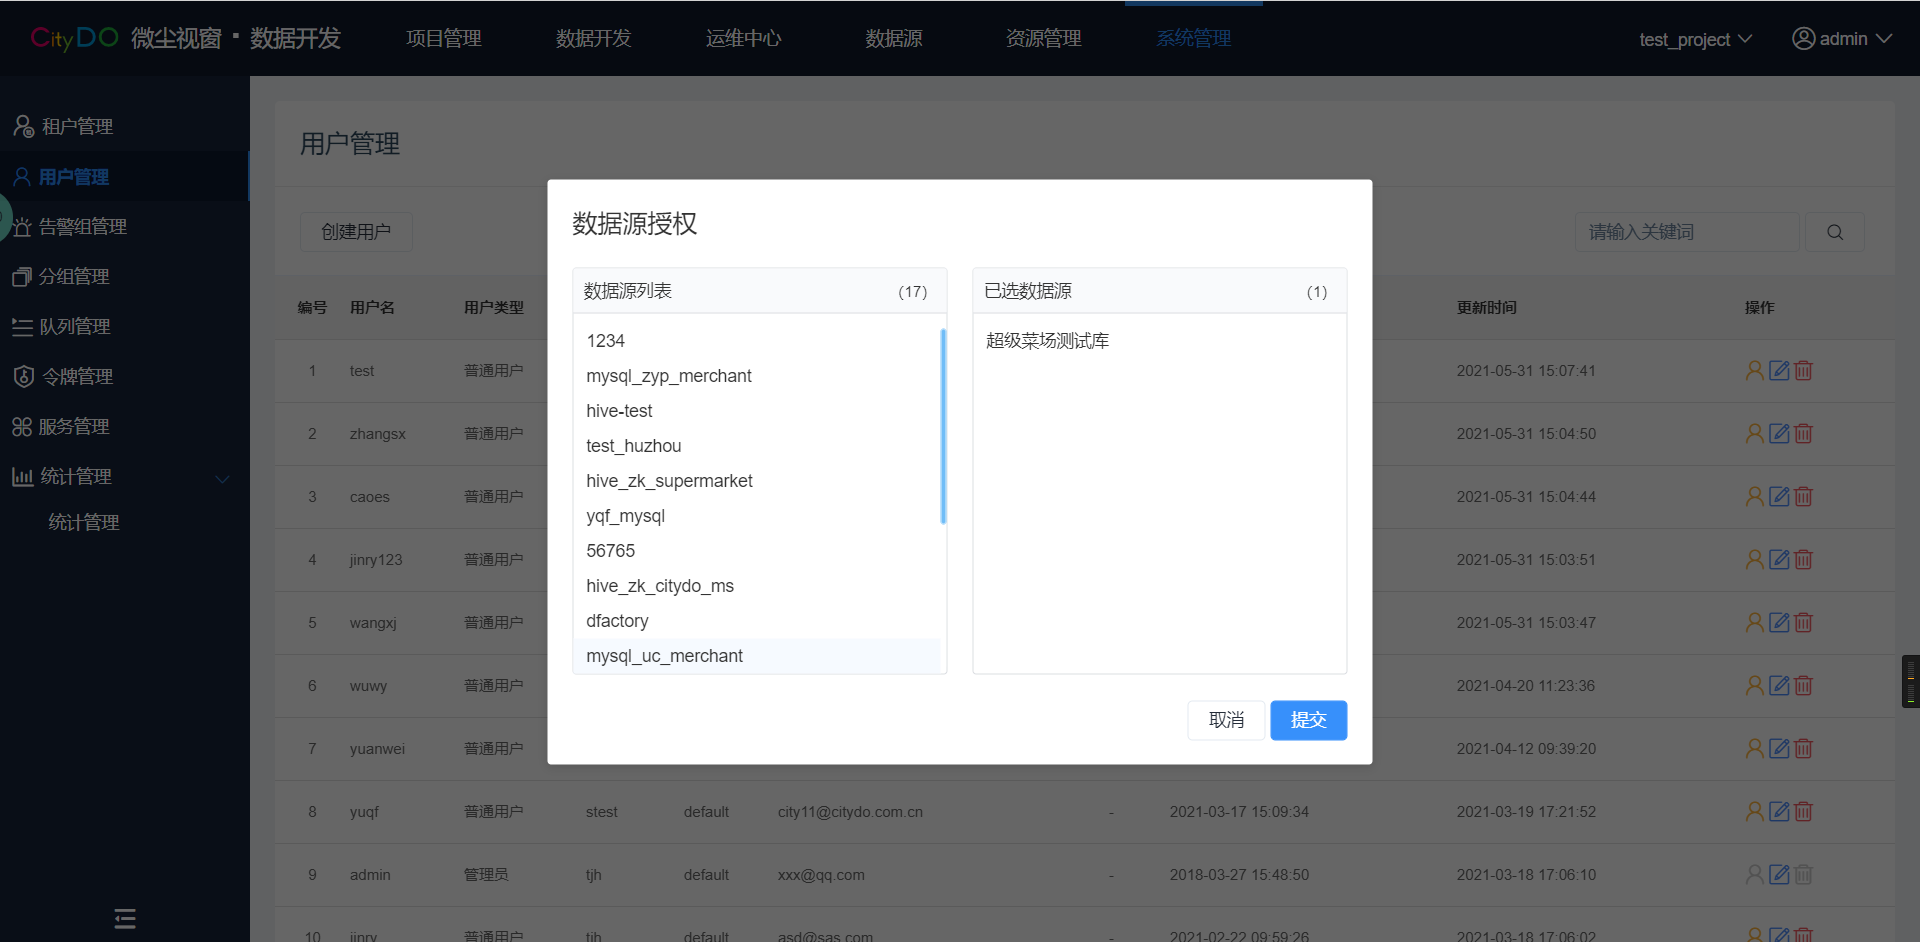 CityDO 微尘视窗 · 数据开发 项目管理 数据开发 运维中心 数据源 资源管理 系统管理 test_project admin
租户管理
用户管理
告警组管理
分组管理
队列管理
令牌管理
服务管理
统计管理
统计管理
用户管理
创建用户 请输入关键词
数据源授权
数据源列表 (17)
1234
mysql_zyp_merchant
hive-test
test_huzhou
hive_zk_supermarket
yqf_mysql
56765
hive_zk_citydo_ms
dfactory
mysql_uc_merchant
已选数据源 (1)
超级菜场测试库
取消 提交
编号 用户名 用户类型 更新时间 操作
1 test 普通用户 2021-05-31 15:07:41
2 zhangsx 普通用户 2021-05-31 15:04:50
3 caoes 普通用户 2021-05-31 15:04:44
4 jinry123 普通用户 2021-05-31 15:03:51
5 wangxj 普通用户 2021-05-31 15:03:47
6 wuwy 普通用户 2021-04-20 11:23:36
7 yuanwei 普通用户 2021-04-12 09:39:20
8 yuqf 普通用户 stest default city11@citydo.com.cn - 2021-03-17 15:09:34 2021-03-19 17:21:52
9 admin 管理员 tjh default xxx@qq.com - 2018-03-27 15:48:50 2021-03-18 17:06:10
10 jinry 普通用户 tjh default asd@sas.com - 2021-02-22 09:59:26 2021-03-18 17:06:02